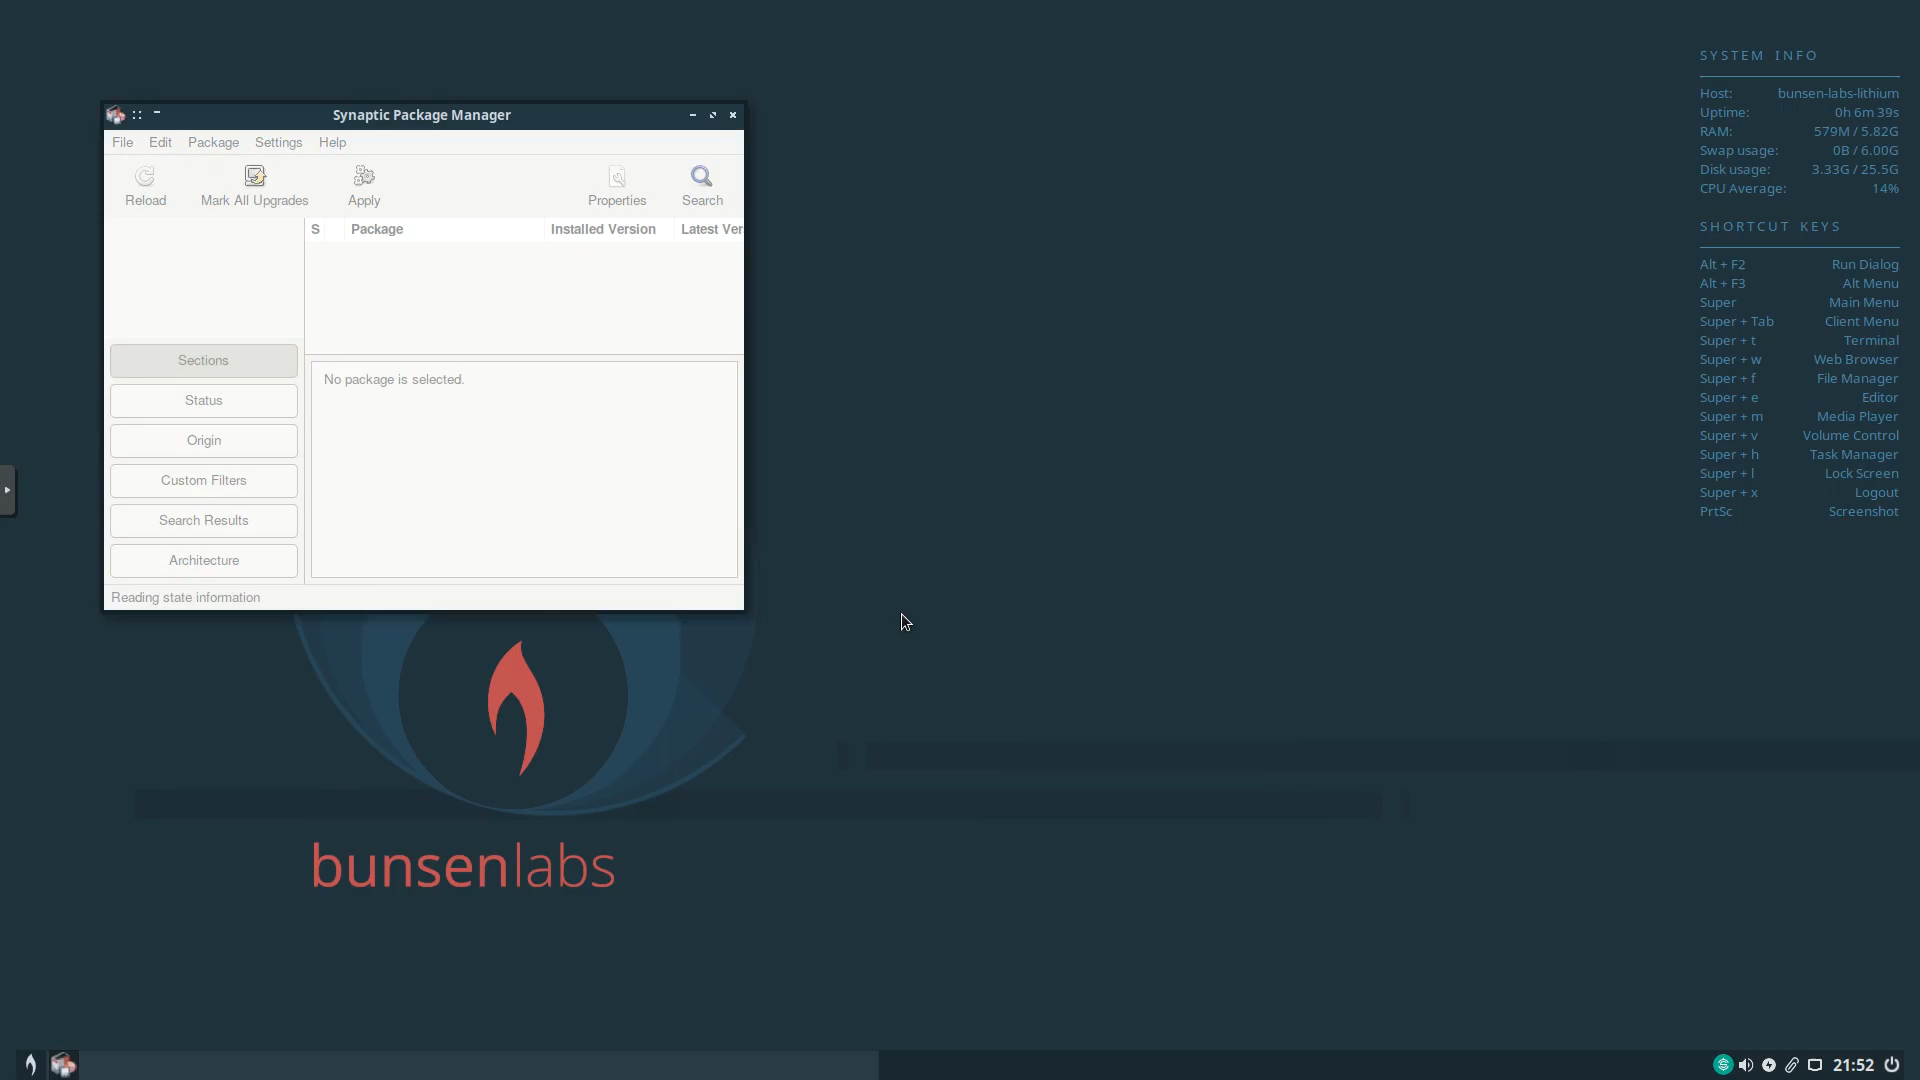 Synaptic Package Manager
File Edit Package Settings Help
Reload Mark All Upgrades Apply Properties Search
S Package Installed Version Latest Ver
Sections
Status
Origin
Custom Filters
Search Results
Architecture
No package is selected.
Reading state information
SYSTEM INFO
Host: bunsen-labs-lithium
Uptime: 0h 6m 39s
RAM: 579M / 5.82G
Swap usage: 0B / 6.00G
Disk usage: 3.33G / 25.5G
CPU Average: 14%
SHORTCUT KEYS
Alt + F2 Run Dialog
Alt + F3 Alt Menu
Super Main Menu
Super + Tab Client Menu
Super + t Terminal
Super + w Web Browser
Super + f File Manager
Super + e Editor
Super + m Media Player
Super + v Volume Control
Super + h Task Manager
Super + l Lock Screen
Super + x Logout
PrtSc Screenshot
bunsenlabs
21:52